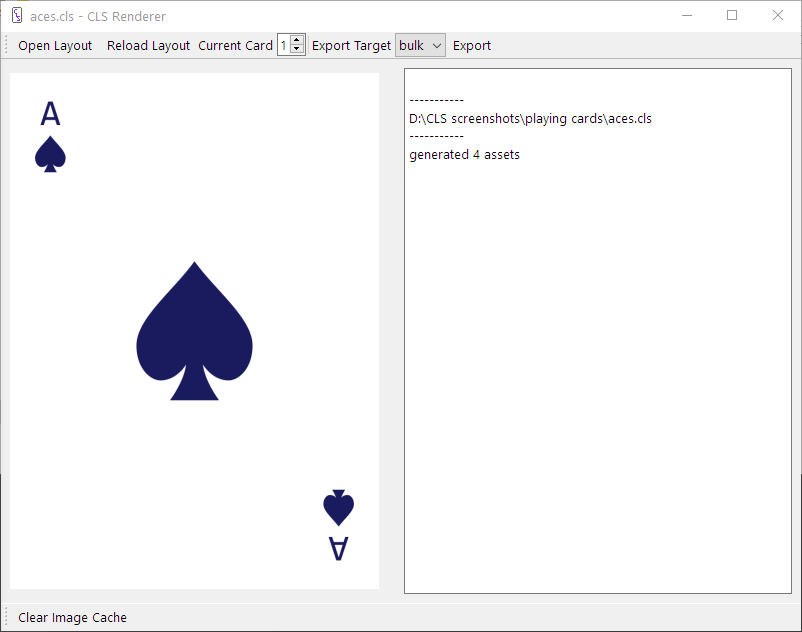 aces.cls - CLS Renderer
Open Layout Reload Layout Current Card 1 Export Target bulk Export
A
A
-----------
D:\CLS screenshots\playing cards\aces.cls
-----------
generated 4 assets
Clear Image Cache